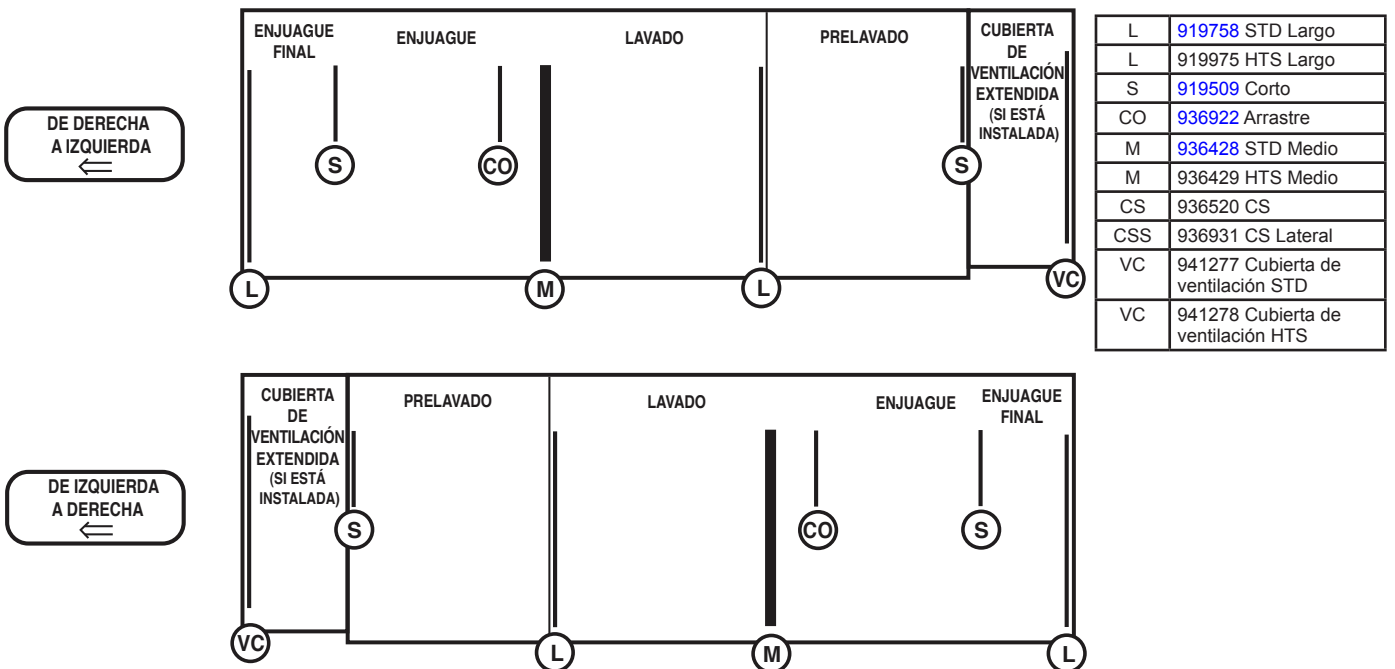 DE DERECHA
A IZQUIERDA
⇐
ENJUAGUE
FINAL
ENJUAGUE
LAVADO
PRELAVADO
CUBIERTA
DE
VENTILACIÓN
EXTENDIDA
(SI ESTÁ
INSTALADA)
S
CO
S
L
M
L
VC
L 919758 STD Largo
L 919975 HTS Largo
S 919509 Corto
CO 936922 Arrastre
M 936428 STD Medio
M 936429 HTS Medio
CS 936520 CS
CSS 936931 CS Lateral
VC 941277 Cubierta de
ventilación STD
VC 941278 Cubierta de
ventilación HTS
DE IZQUIERDA
A DERECHA
⇐
CUBIERTA
DE
VENTILACIÓN
EXTENDIDA
(SI ESTÁ
INSTALADA)
PRELAVADO
LAVADO
ENJUAGUE
ENJUAGUE
FINAL
S
CO
S
VC
L
M
L